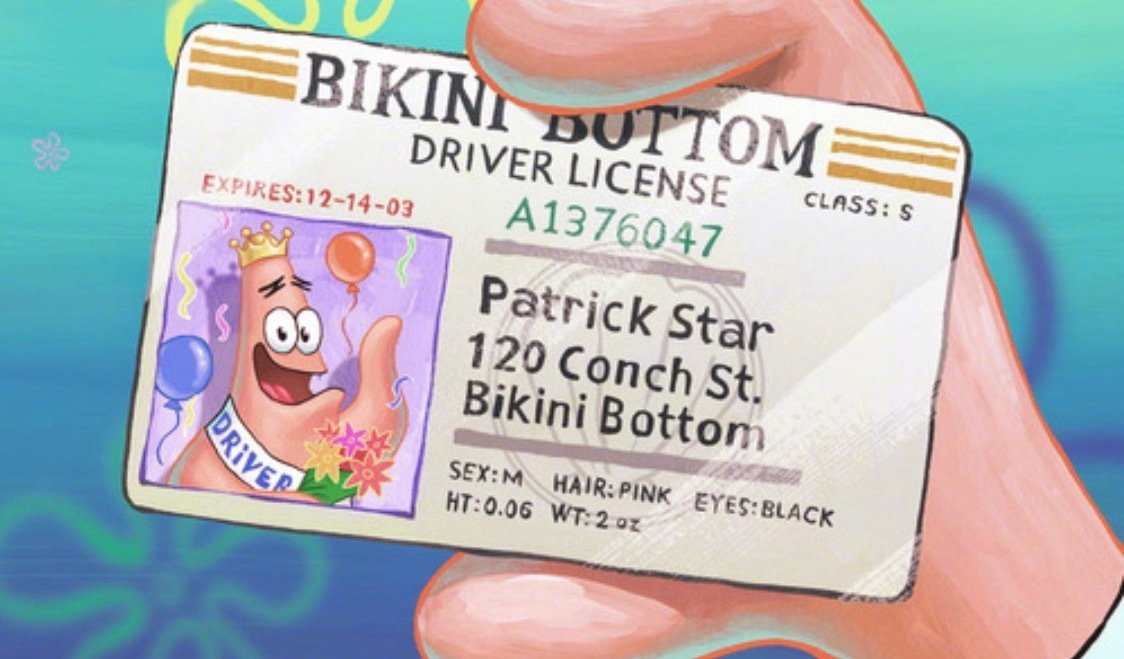 BIKINI BOTTOM
DRIVER LICENSE
EXPIRES:12-14-03
CLASS: S
A1376047
Patrick Star
120 Conch St.
Bikini Bottom
DRiVER
SEX:M HAIR:PINK EYES:BLACK
HT:0.06 WT:2 oz